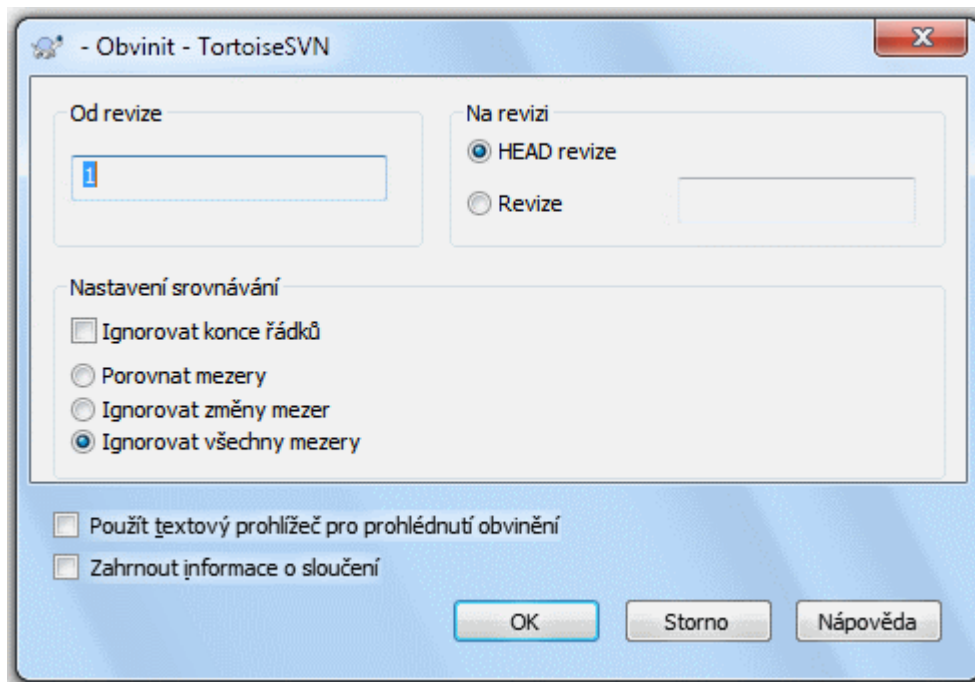 - Obvinit - TortoiseSVN
Od revize
1
Na revizi
HEAD revize
Revize
Nastavení srovnávání
Ignorovat konce řádků
Porovnat mezery
Ignorovat změny mezer
Ignorovat všechny mezery
Použít textový prohlížeč pro prohlédnutí obvinění
Zahrnout informace o sloučení
OK Storno Nápověda